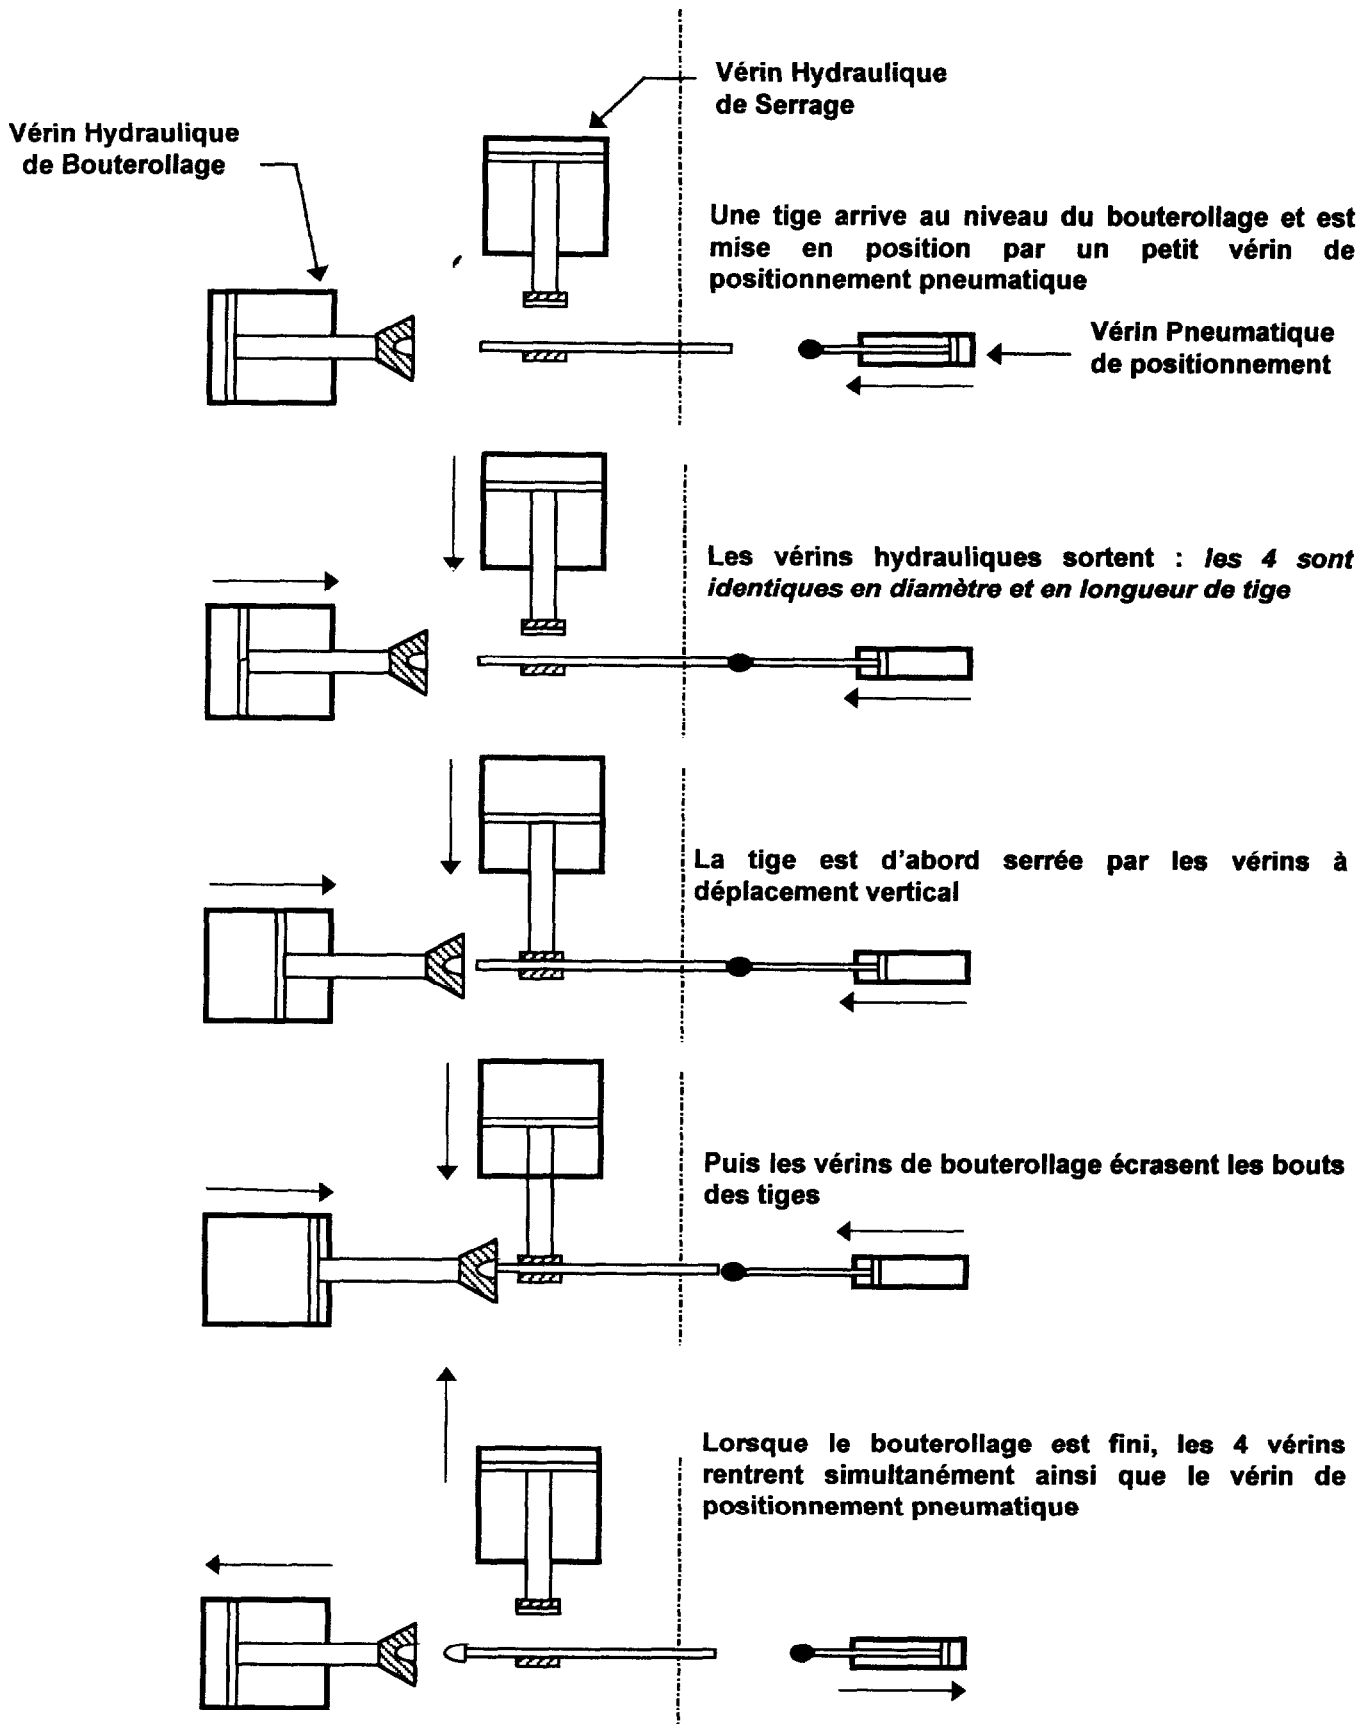 Vérin Hydraulique
de Serrage
Vérin Hydraulique
de Bouterollage
Une tige arrive au niveau du bouterollage et est
mise en position par un petit vérin de
positionnement pneumatique
Vérin Pneumatique
de positionnement
Les vérins hydrauliques sortent : les 4 sont
identiques en diamètre et en longueur de tige
La tige est d'abord serrée par les vérins à
déplacement vertical
Puis les vérins de bouterollage écrasent les bouts
des tiges
Lorsque le bouterollage est fini, les 4 vérins
rentrent simultanément ainsi que le vérin de
positionnement pneumatique